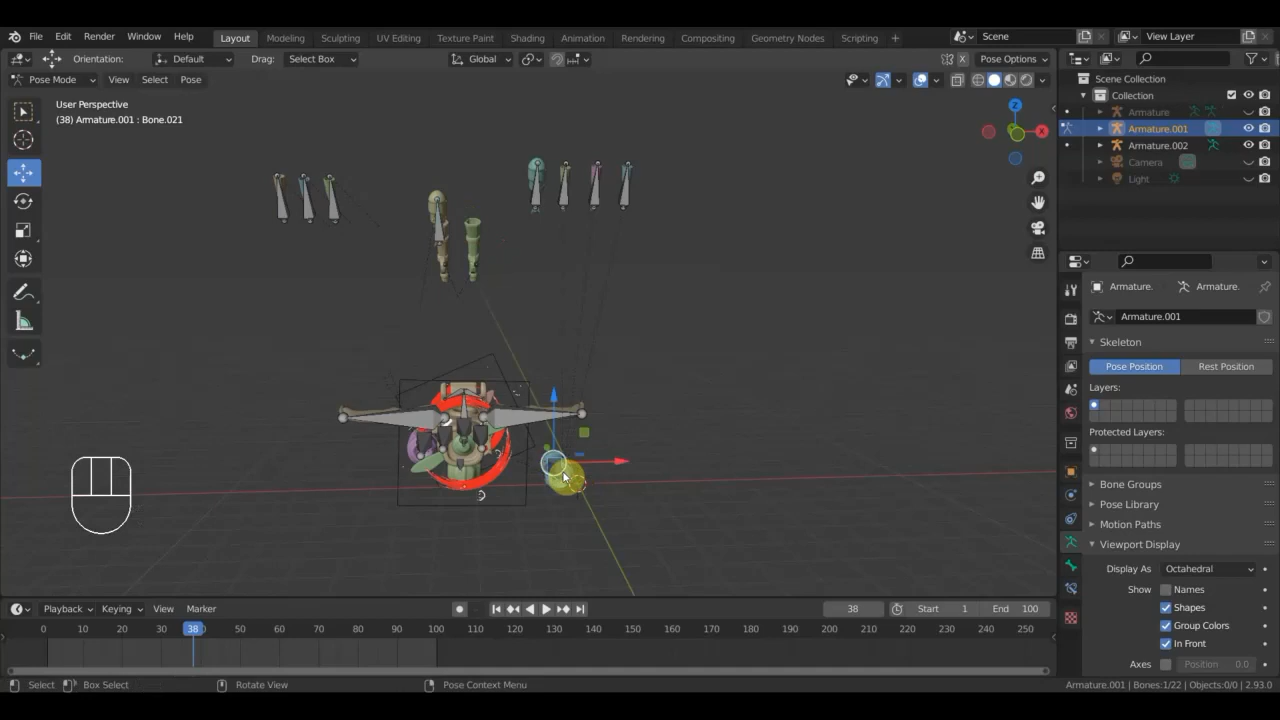 File Edit Render Window Help Layout Modeling Sculpting UV Editing Texture Paint Shading Animation Rendering Compositing Geometry Nodes Scripting + Scene View Layer
Orientation: Default Drag: Select Box Global Pose Options
Pose Mode View Select Pose
User Perspective
(38) Armature.001 : Bone.021
Z
X
Scene Collection
Collection
Armature
Armature.001
Armature.002
Camera
Light
Armature. Armature.
Armature.001
Skeleton
Pose Position Rest Position
Layers:
Protected Layers:
Bone Groups
Pose Library
Motion Paths
Viewport Display
Display As Octahedral
Show Names
Shapes
Group Colors
In Front
Axes Position 0.0
Playback Keying View Marker 38 Start 1 End 100
0 10 20 30 38 50 60 70 80 90 100 110 120 130 140 150 160 170 180 190 200 210 220 230 240 250
Select Box Select Rotate View Pose Context Menu Armature.001 | Bones:1/22 | Objects:0/0 | 2.93.0